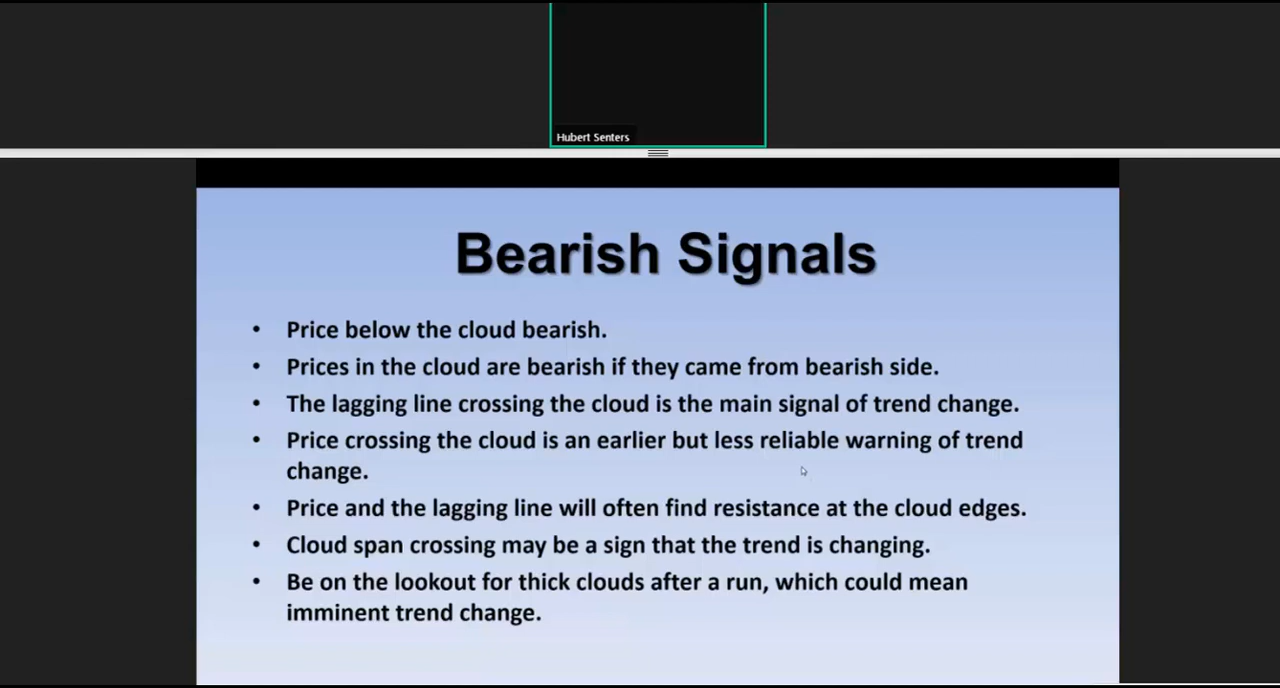 Hubert Senters
Bearish Signals
• Price below the cloud bearish.
• Prices in the cloud are bearish if they came from bearish side.
• The lagging line crossing the cloud is the main signal of trend change.
• Price crossing the cloud is an earlier but less reliable warning of trend
change.
• Price and the lagging line will often find resistance at the cloud edges.
• Cloud span crossing may be a sign that the trend is changing.
• Be on the lookout for thick clouds after a run, which could mean
imminent trend change.